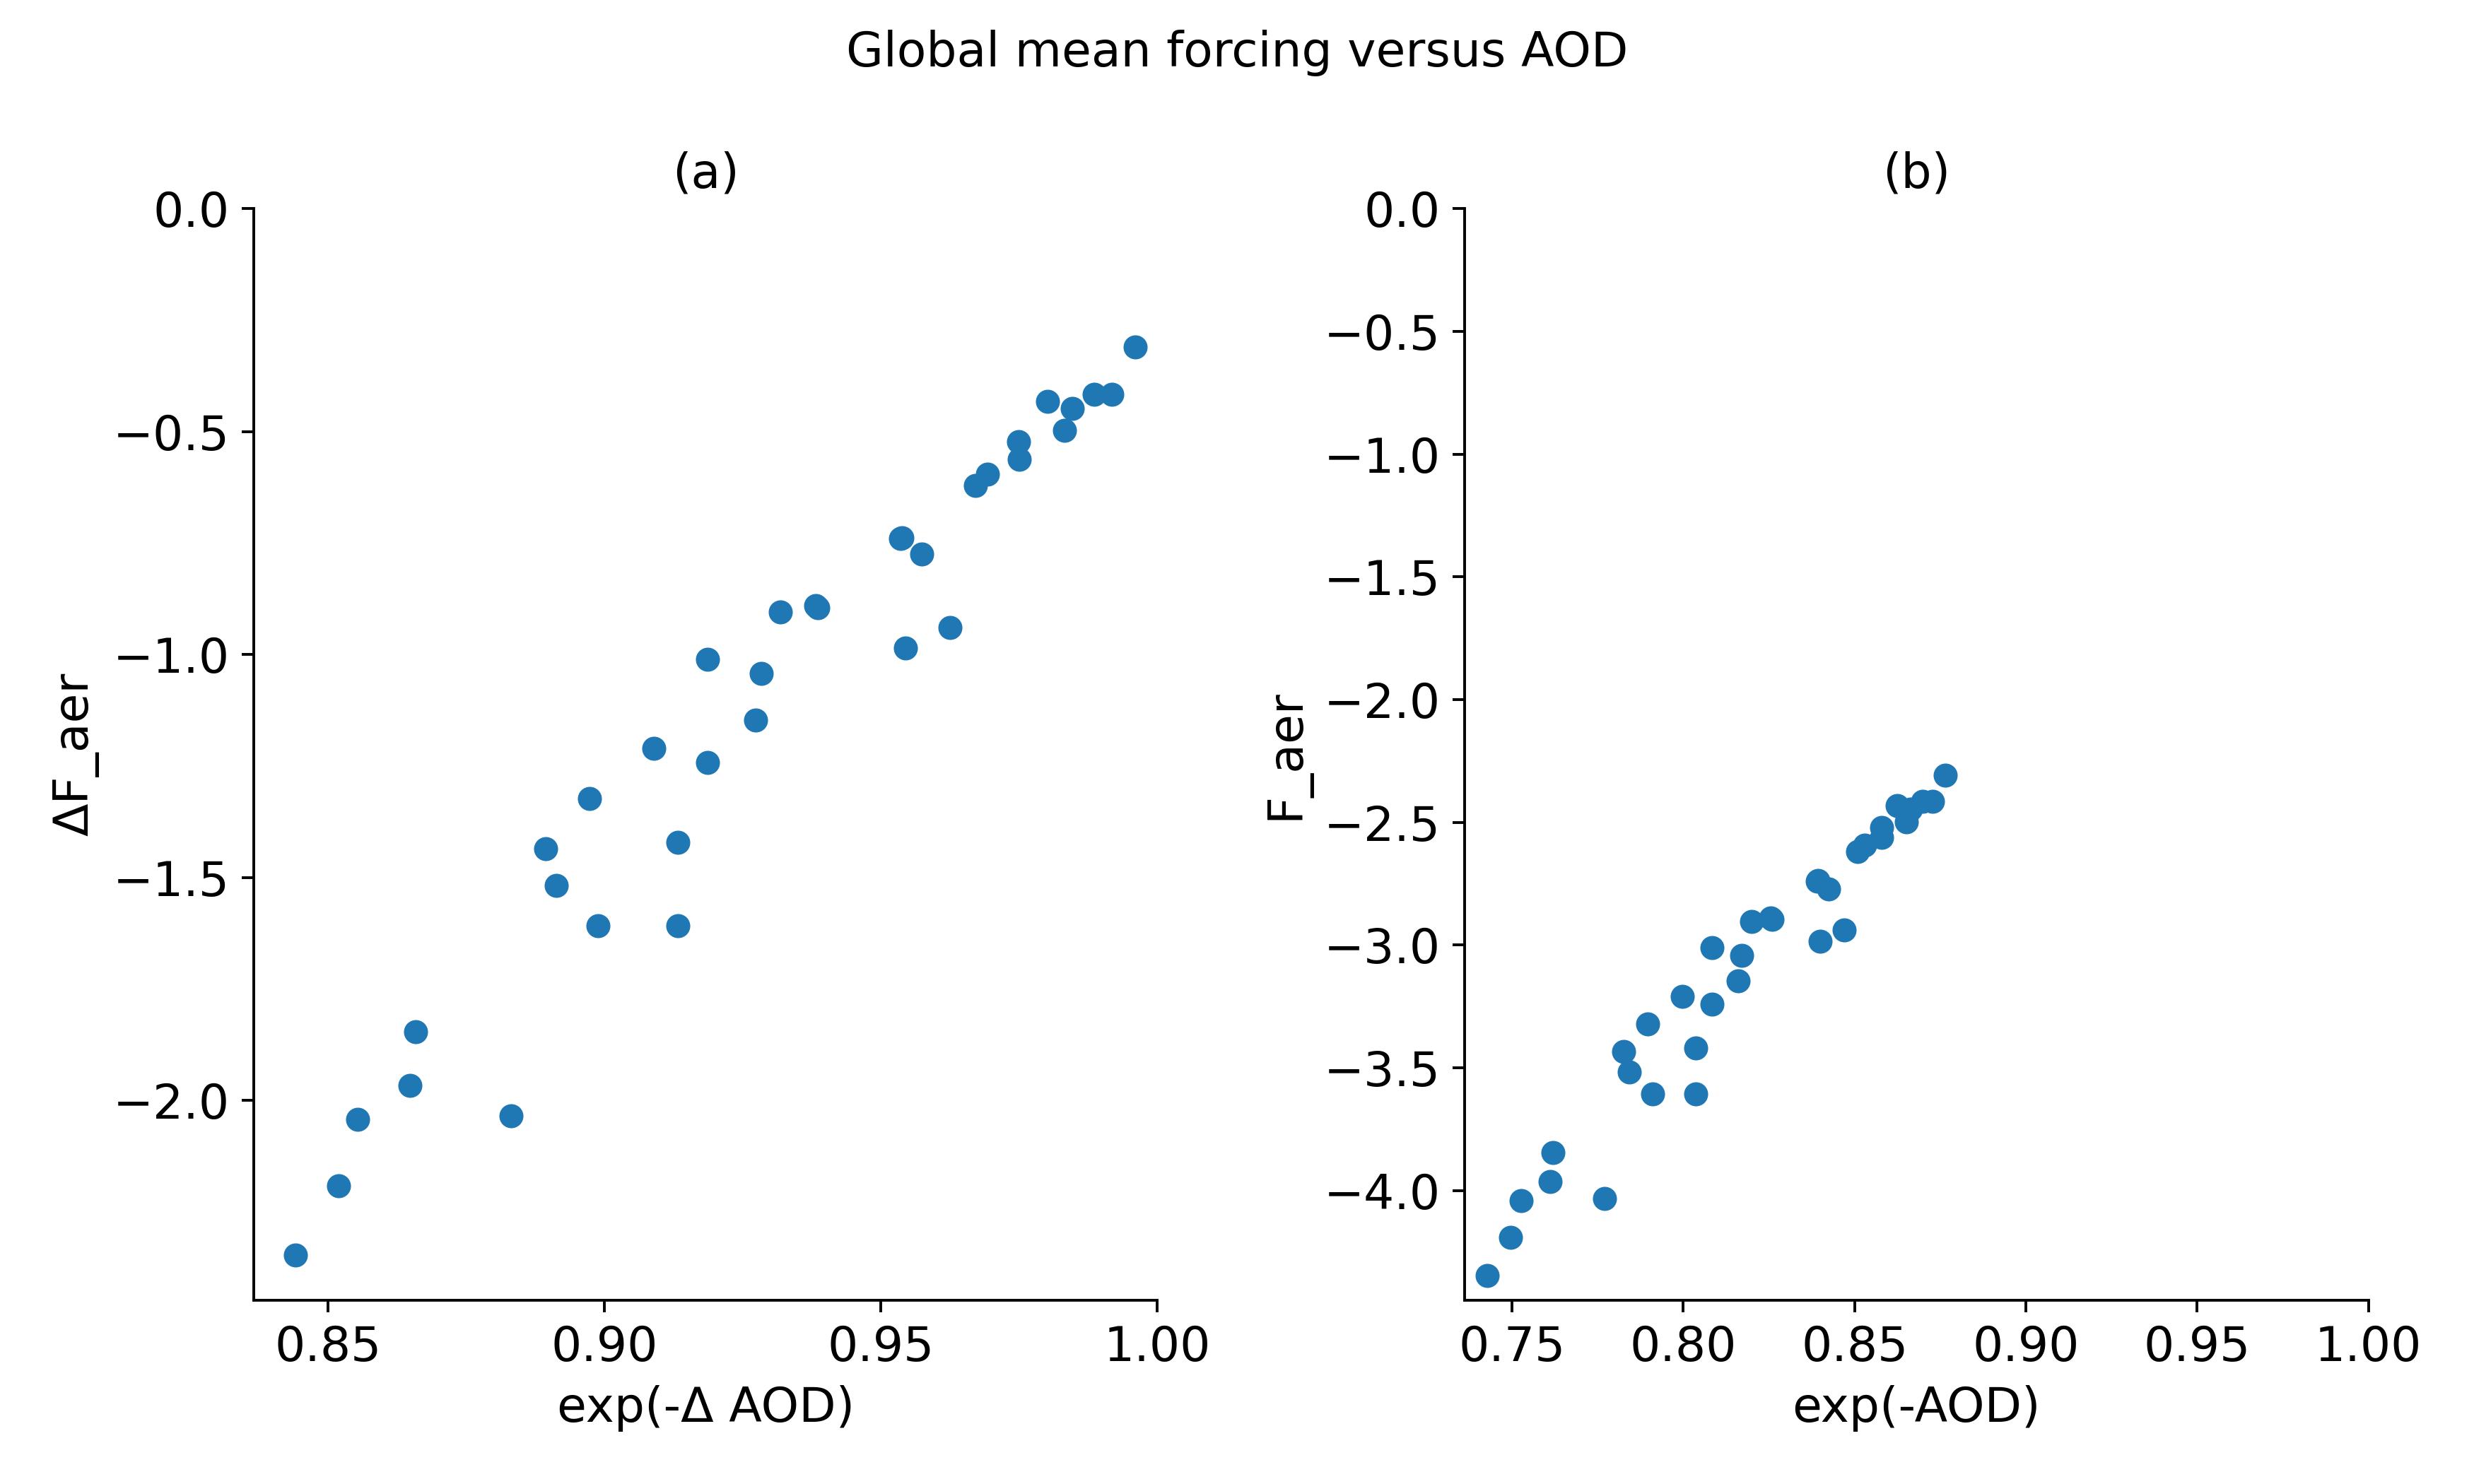 Global mean forcing versus AOD
(a)
0.0
−0.5
−1.0
−1.5
−2.0
ΔF_aer
0.85 0.90 0.95 1.00
exp(-Δ AOD)
(b)
0.0
−0.5
−1.0
−1.5
−2.0
−2.5
−3.0
−3.5
−4.0
F_aer
0.75 0.80 0.85 0.90 0.95 1.00
exp(-AOD)